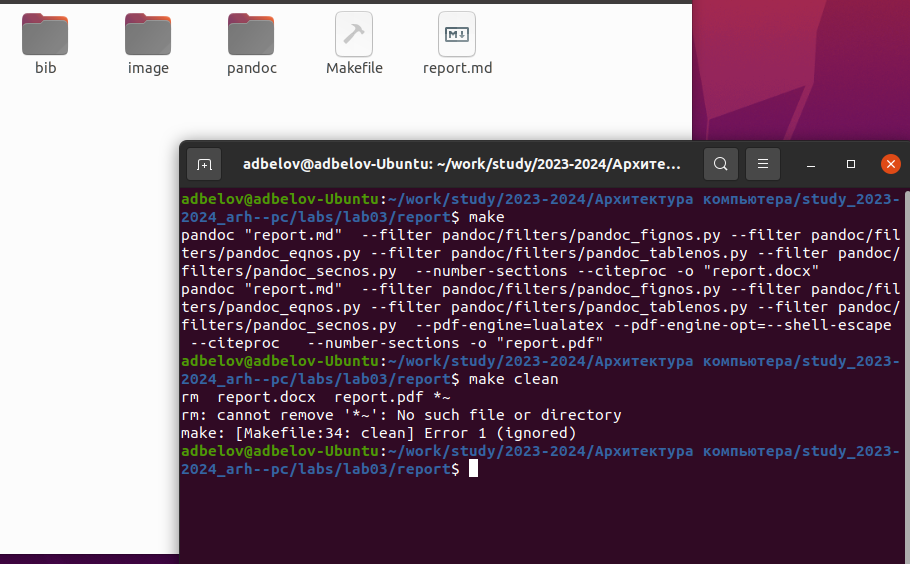 bib image pandoc Makefile report.md
adbelov@adbelov-Ubuntu: ~/work/study/2023-2024/Архите...
adbelov@adbelov-Ubuntu:~/work/study/2023-2024/Архитектура компьютера/study_2023-
2024_arh--pc/labs/lab03/report$ make
pandoc "report.md"  --filter pandoc/filters/pandoc_fignos.py --filter pandoc/fil
ters/pandoc_eqnos.py --filter pandoc/filters/pandoc_tablenos.py --filter pandoc/
filters/pandoc_secnos.py  --number-sections --citeproc -o "report.docx"
pandoc "report.md"  --filter pandoc/filters/pandoc_fignos.py --filter pandoc/fil
ters/pandoc_eqnos.py --filter pandoc/filters/pandoc_tablenos.py --filter pandoc/
filters/pandoc_secnos.py  --pdf-engine=lualatex --pdf-engine-opt=--shell-escape
 --citeproc   --number-sections -o "report.pdf"
adbelov@adbelov-Ubuntu:~/work/study/2023-2024/Архитектура компьютера/study_2023-
2024_arh--pc/labs/lab03/report$ make clean
rm  report.docx  report.pdf *~
rm: cannot remove '*~': No such file or directory
make: [Makefile:34: clean] Error 1 (ignored)
adbelov@adbelov-Ubuntu:~/work/study/2023-2024/Архитектура компьютера/study_2023-
2024_arh--pc/labs/lab03/report$